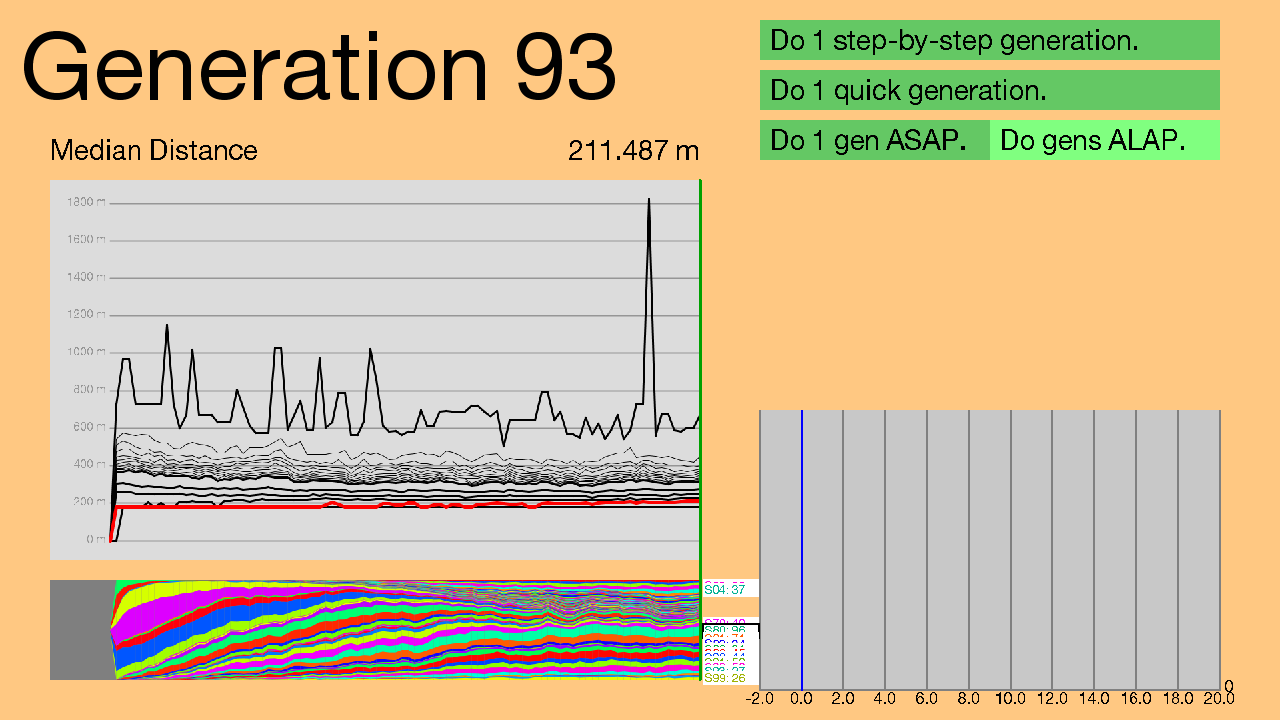 Generation 93
Do 1 step-by-step generation.
Do 1 quick generation.
Do 1 gen ASAP.
Do gens ALAP.
Median Distance
211.487 m
1800 m
1600 m
1400 m
1200 m
1000 m
800 m
600 m
400 m
200 m
0 m
S04: 37
S99: 26
0
-2.0 0.0 2.0 4.0 6.0 8.0 10.0 12.0 14.0 16.0 18.0 20.0